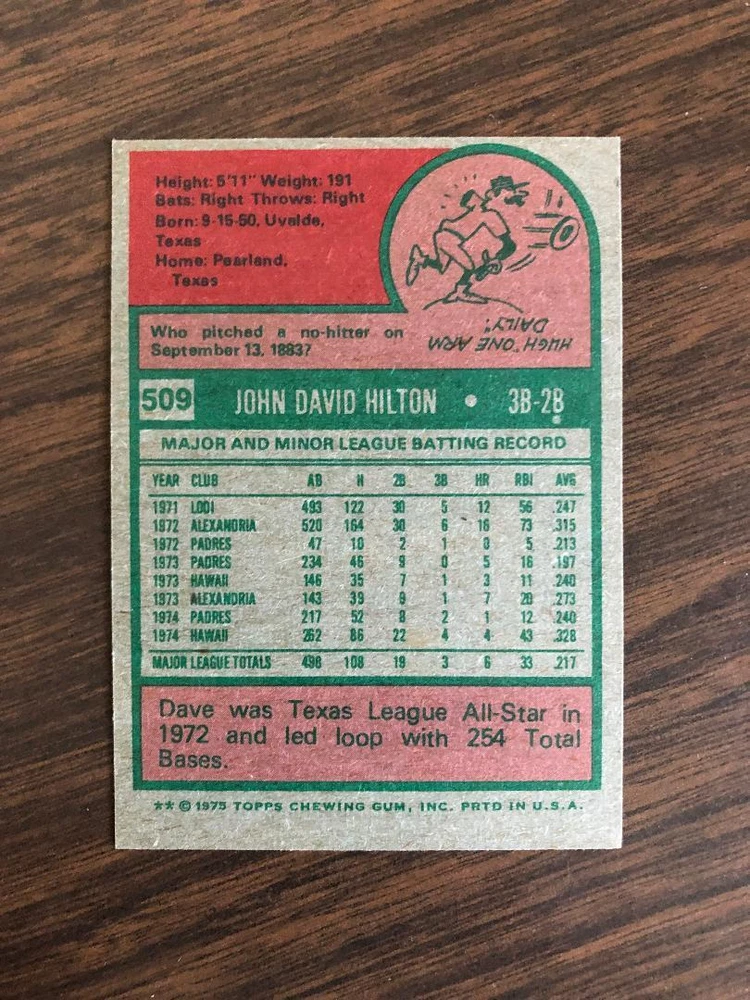 Height: 5'11" Weight: 191
Bats: Right Throws: Right
Born: 9-15-50, Uvalde,
Texas
Home: Pearland,
Texas
Who pitched a no-hitter on
September 13, 1883?
HUGH "ONE ARM
DAILY".
509 JOHN DAVID HILTON • 3B-2B
MAJOR AND MINOR LEAGUE BATTING RECORD
YEAR CLUB AB H 2B 3B HR RBI AVG
1971 LODI 493 122 30 5 12 56 .247
1972 ALEXANDRIA 520 164 30 6 16 73 .315
1972 PADRES 47 10 2 1 0 5 .213
1973 PADRES 234 46 9 0 5 16 .197
1973 HAWAII 146 35 7 1 3 11 .240
1973 ALEXANDRIA 143 39 9 1 7 20 .273
1974 PADRES 217 52 8 2 1 12 .240
1974 HAWAII 262 86 22 4 4 43 .328
MAJOR LEAGUE TOTALS 498 108 19 3 6 33 .217
Dave was Texas League All-Star in
1972 and led loop with 254 Total
Bases.
** © 1975 TOPPS CHEWING GUM, INC. PRTD IN U.S.A.